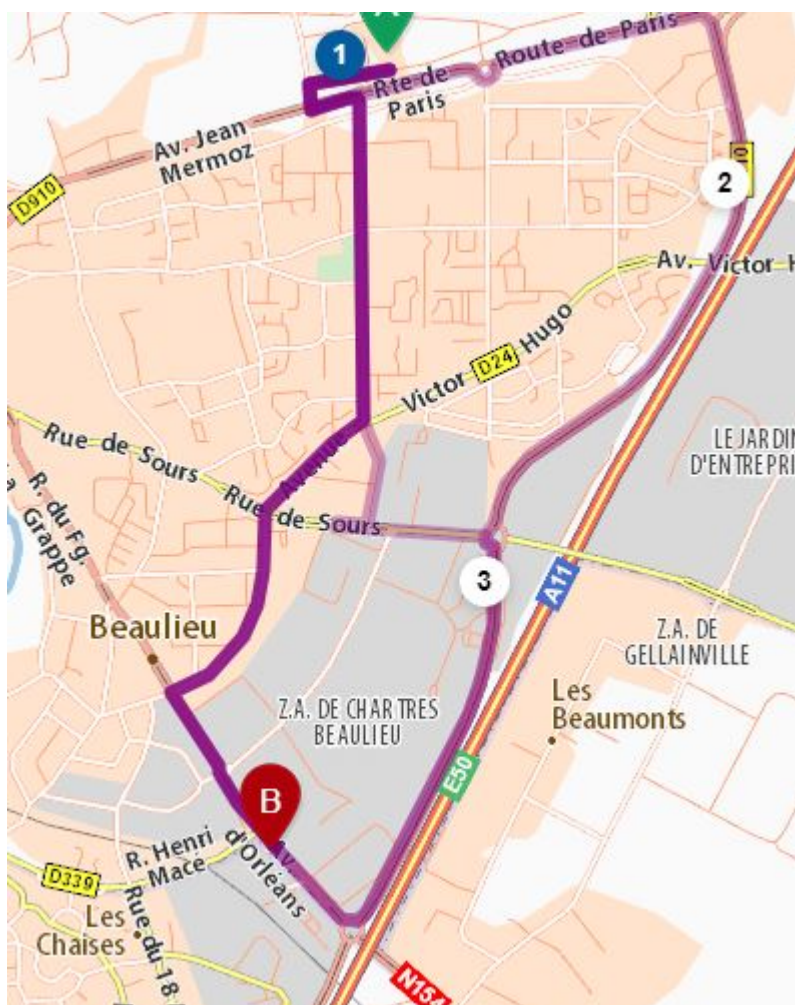 A
1
Route de Paris
Rte de
Paris
Av. Jean
Mermoz
D910
2
Av. Victor H
D24
Victor Hugo
Avenue
LE JARDIN
D'ENTREPRI
Rue de Sours
Rue de Sours
R. du Fg.
Grappe
3
A11
Beaulieu
Z.A. DE
GELLAINVILLE
Z.A. DE CHARTRES
BEAULIEU
Les
Beaumonts
E50
B
Av.
d'Orléans
R. Henri
Macé
D339
Les
Chaises
Rue du 18
N154